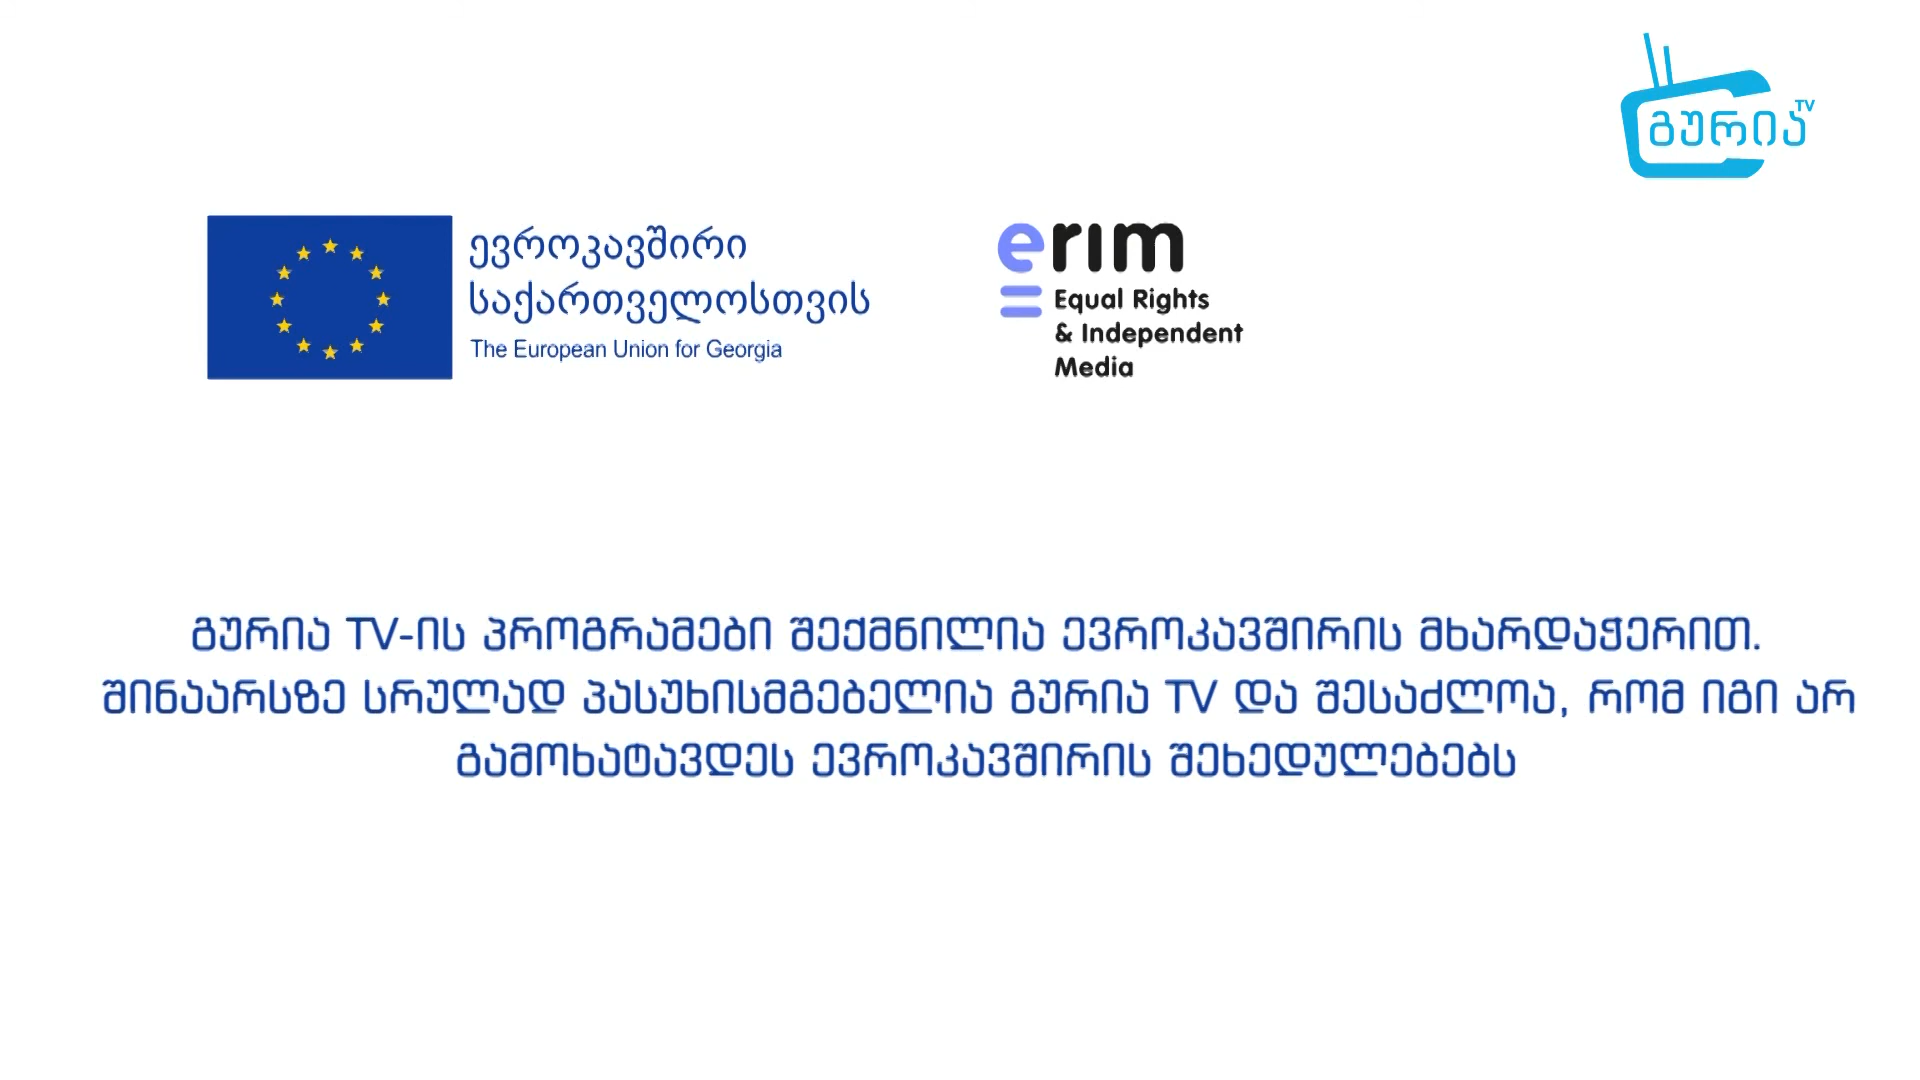 გურია TV
ევროკავშირი
საქართველოსთვის
The European Union for Georgia
erim
Equal Rights
& Independent
Media
გურია TV-ის პროგრამები შექმნილია ევროკავშირის მხარდაჭერით.
შინაარსზე სრულად პასუხისმგებელია გურია TV და შესაძლოა, რომ იგი არ
გამოხატავდეს ევროკავშირის შეხედულებებს